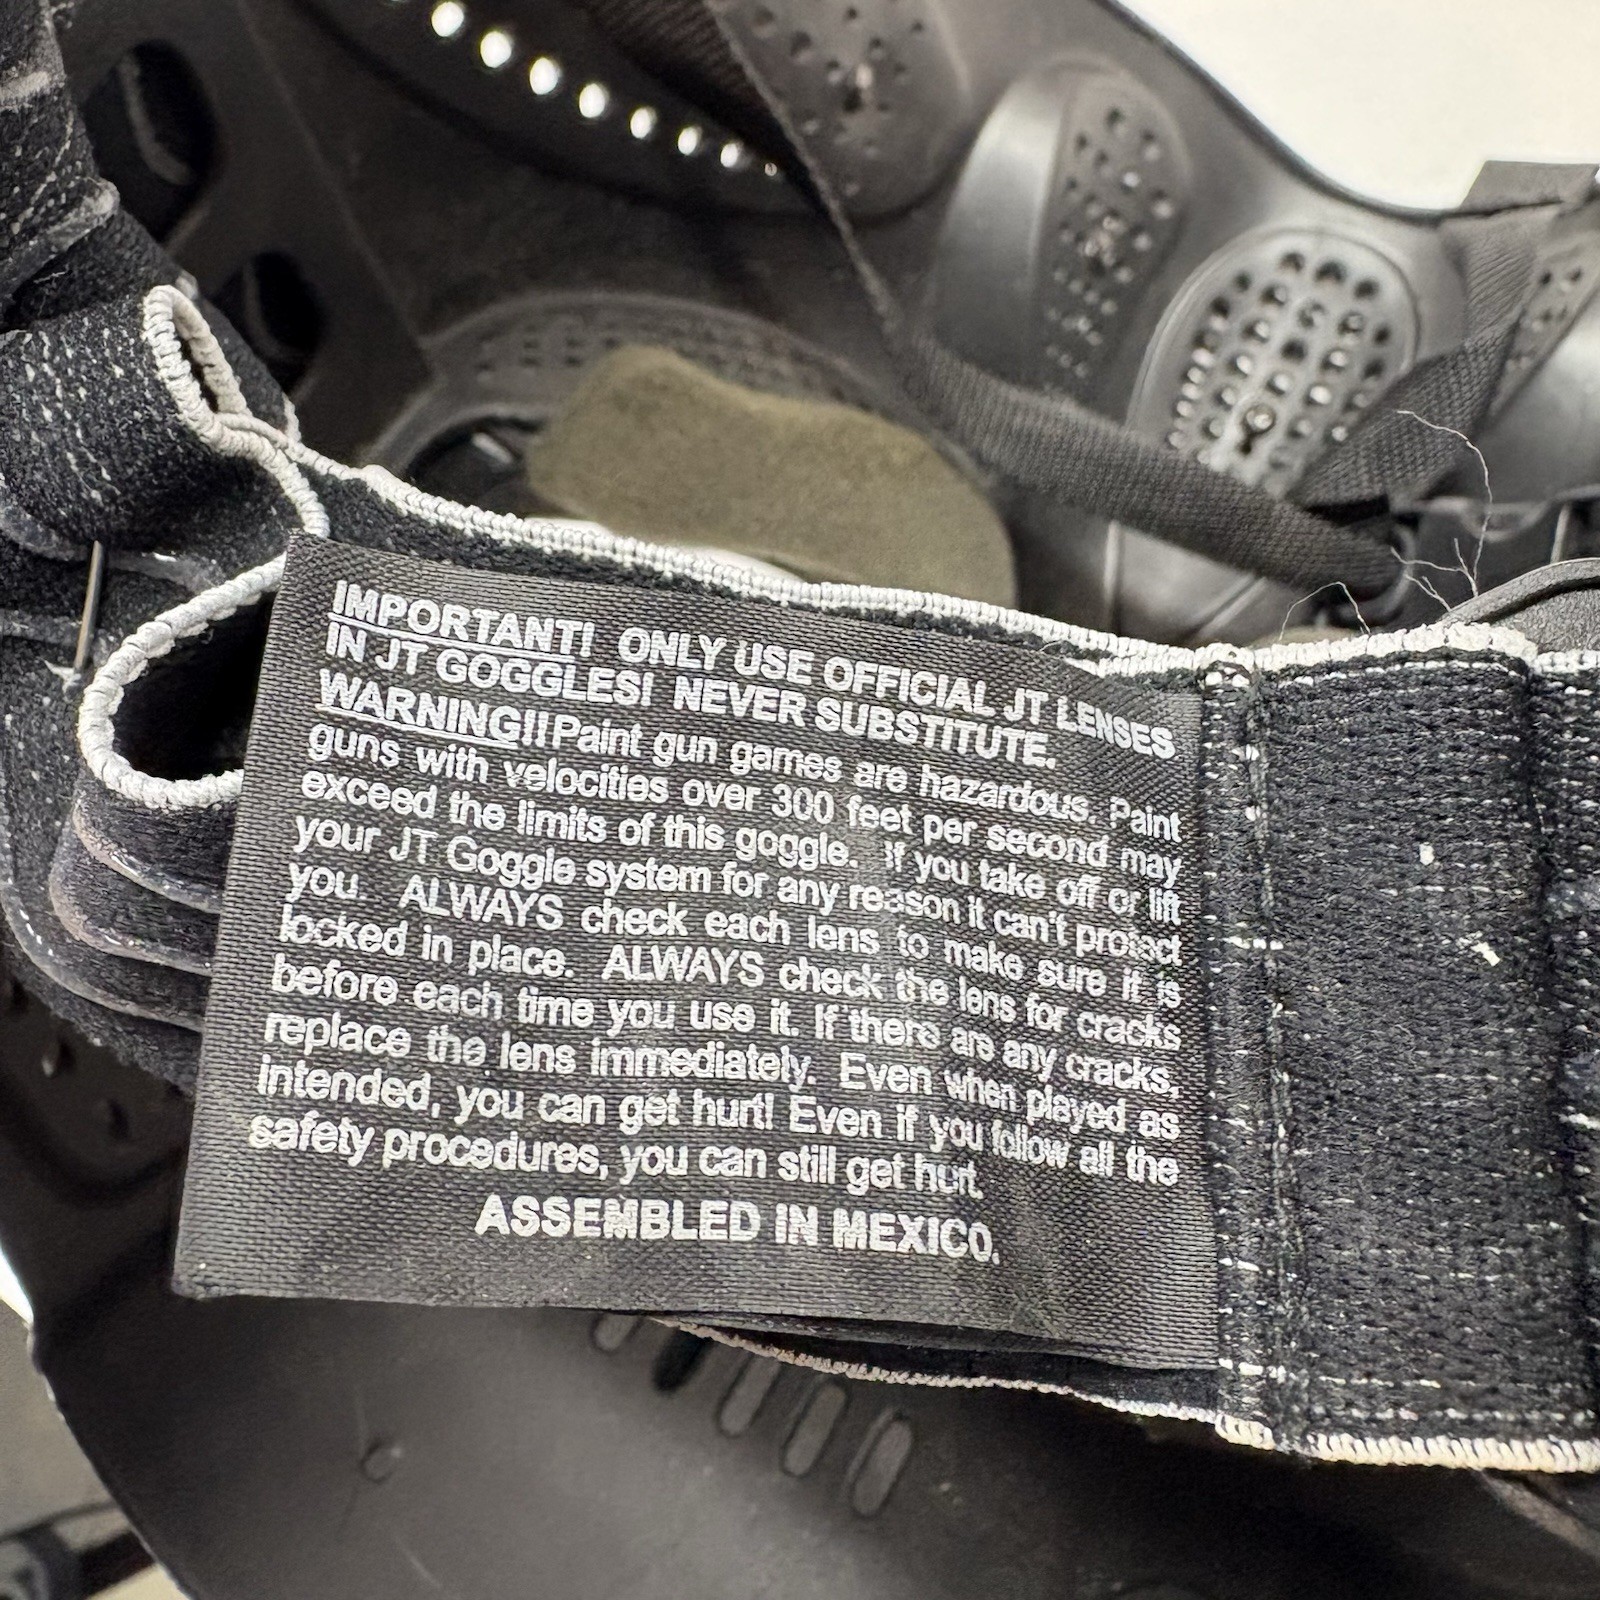 IMPORTANT! ONLY USE OFFICIAL JT LENSES
IN JT GOGGLES! NEVER SUBSTITUTE.
WARNING!! Paint gun games are hazardous. Paint
guns with velocities over 300 feet per second may
exceed the limits of this goggle. If you take off or lift
your JT Goggle system for any reason it can't protect
you. ALWAYS check each lens to make sure it is
locked in place. ALWAYS check the lens for cracks
before each time you use it. If there are any cracks,
replace the lens immediately. Even when played as
intended, you can get hurt! Even if you follow all the
safety procedures, you can still get hurt.
ASSEMBLED IN MEXICO.